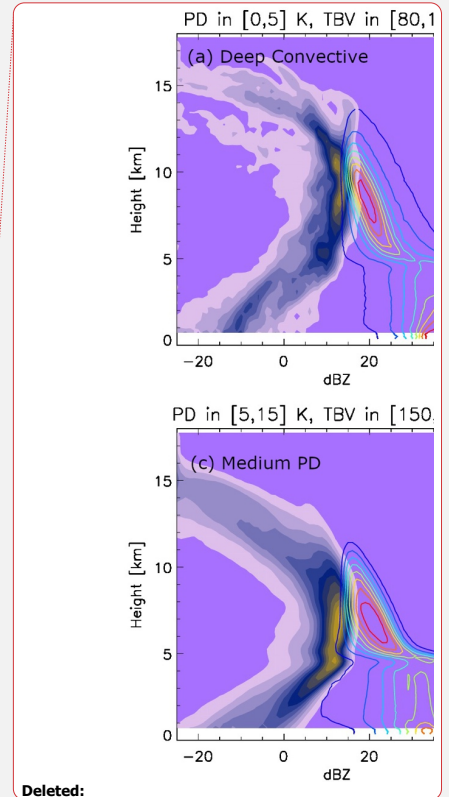 PD in [0,5] K, TBV in [80,1
(a) Deep Convective
15
10
5
0
Height [km]
−20 0 20
dBZ
PD in [5,15] K, TBV in [150.
(c) Medium PD
15
10
5
0
Height [km]
−20 0 20
dBZ
Deleted: